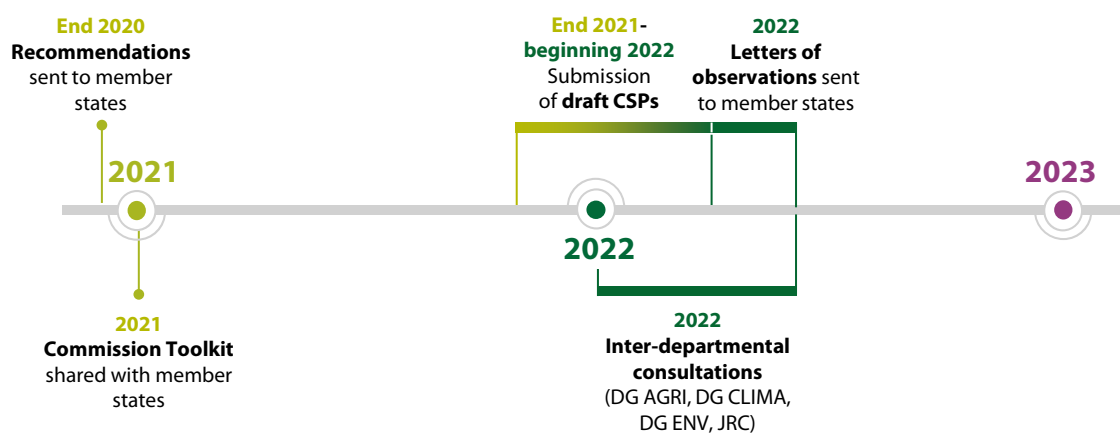 End 2020
Recommendations
sent to member
states
End 2021-
beginning 2022
Submission
of draft CSPs
2022
Letters of
observations sent
to member states
2021
2022
2023
2021
Commission Toolkit
shared with member
states
2022
Inter-departmental
consultations
(DG AGRI, DG CLIMA,
DG ENV, JRC)